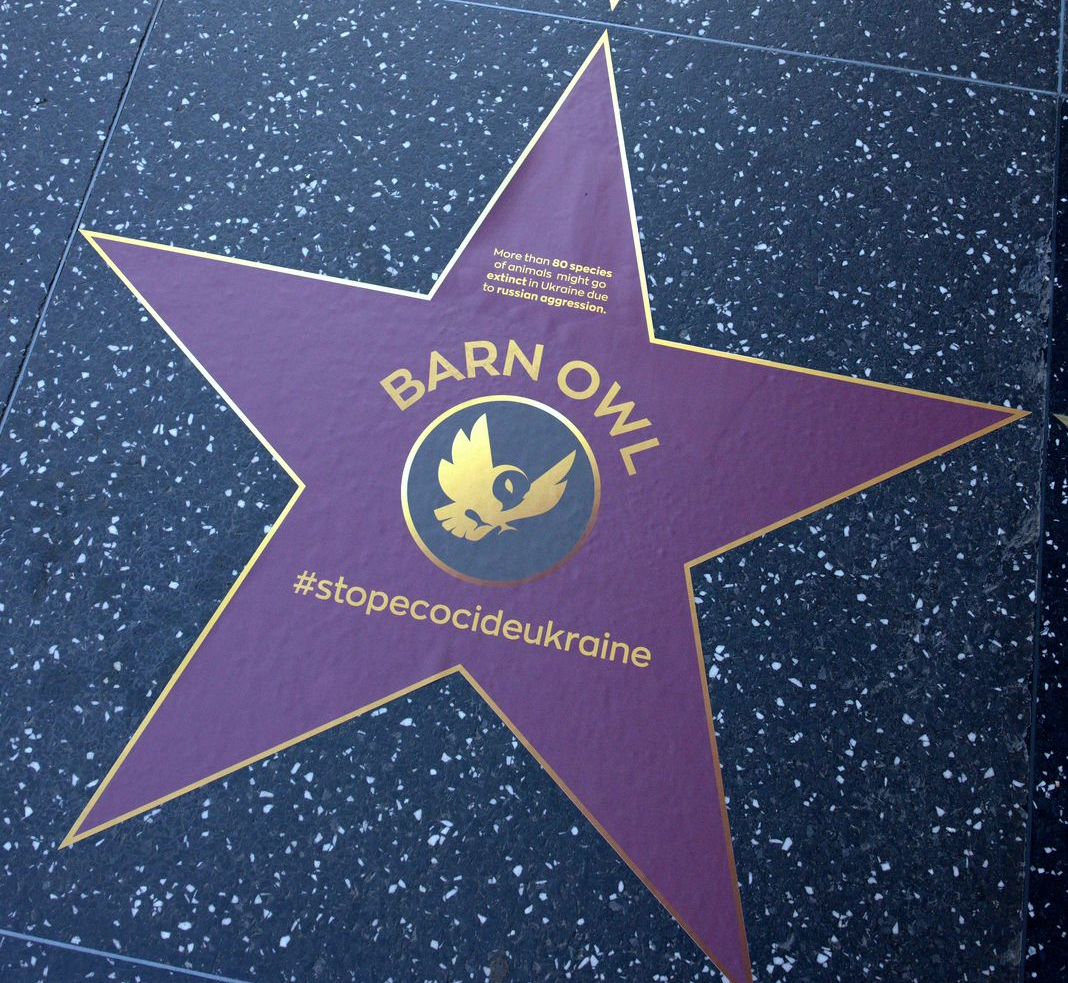 More than 80 species
of animals might go
extinct in Ukraine due
to russian aggression.
BARN OWL
#stopecocideukraine